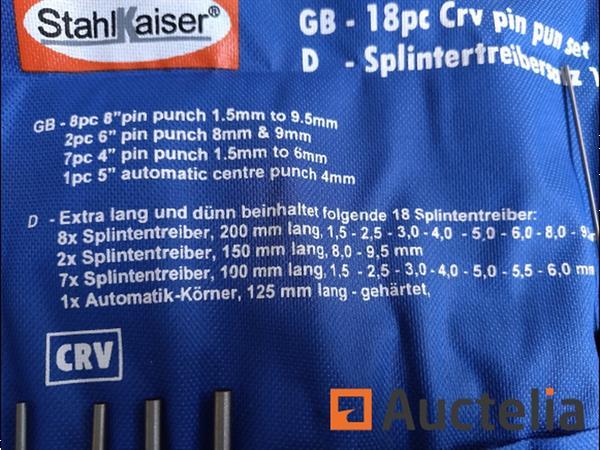 StahlKaiser®
GB - 18pc Crv pin pun set
D - Splintertreibersatz
GB - 8pc 8" pin punch 1.5mm to 9.5mm
2pc 6" pin punch 8mm & 9mm
7pc 4" pin punch 1.5mm to 6mm
1pc 5" automatic centre punch 4mm
D - Extra lang und dünn beinhaltet folgende 18 Splintentreiber:
8x Splintentreiber, 200 mm lang, 1,5 - 2,5 - 3,0 -4,0 - 5,0 - 6,0 - 8,0 -
2x Splintentreiber, 150 mm lang, 8,0 - 9,5 mm
7x Splintentreiber, 100 mm lang, 1,5 - 2,5 - 3,0 - 4,0 - 5,0 - 5,5 - 6,0 mm
1x Automatik-Körner, 125 mm lang - gehärtet,
CRV
Auctelia